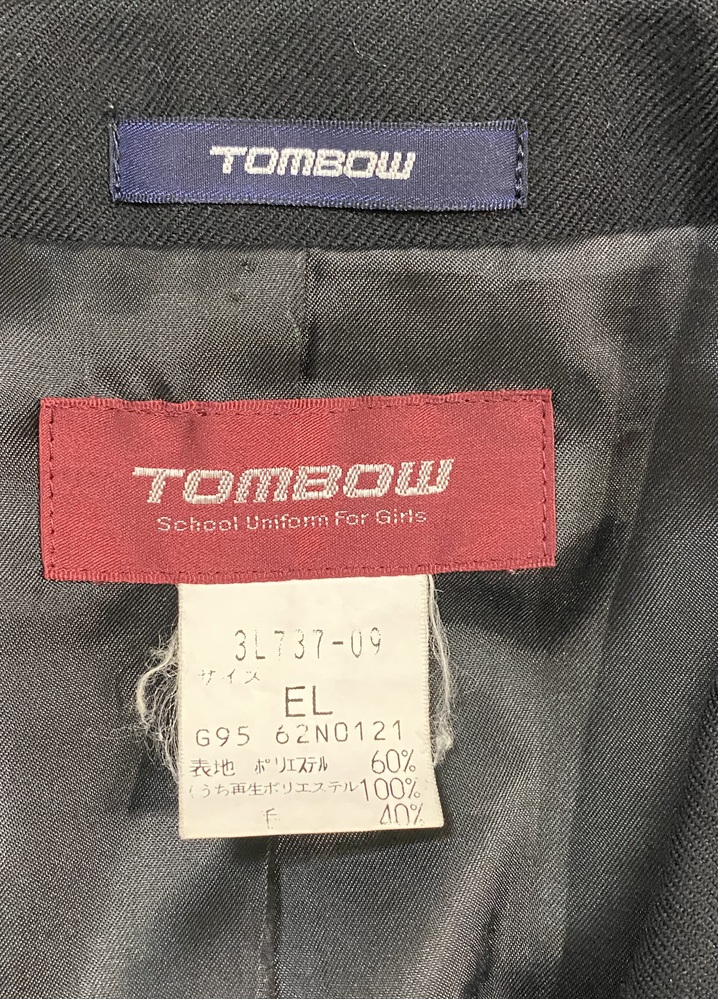 TOMBOW
TOMBOW
School Uniform For Girls
3L737-09
サイズ
EL
G95 62N0121
表地 ポリエステル 60%
(うち再生ポリエステル100%
40%